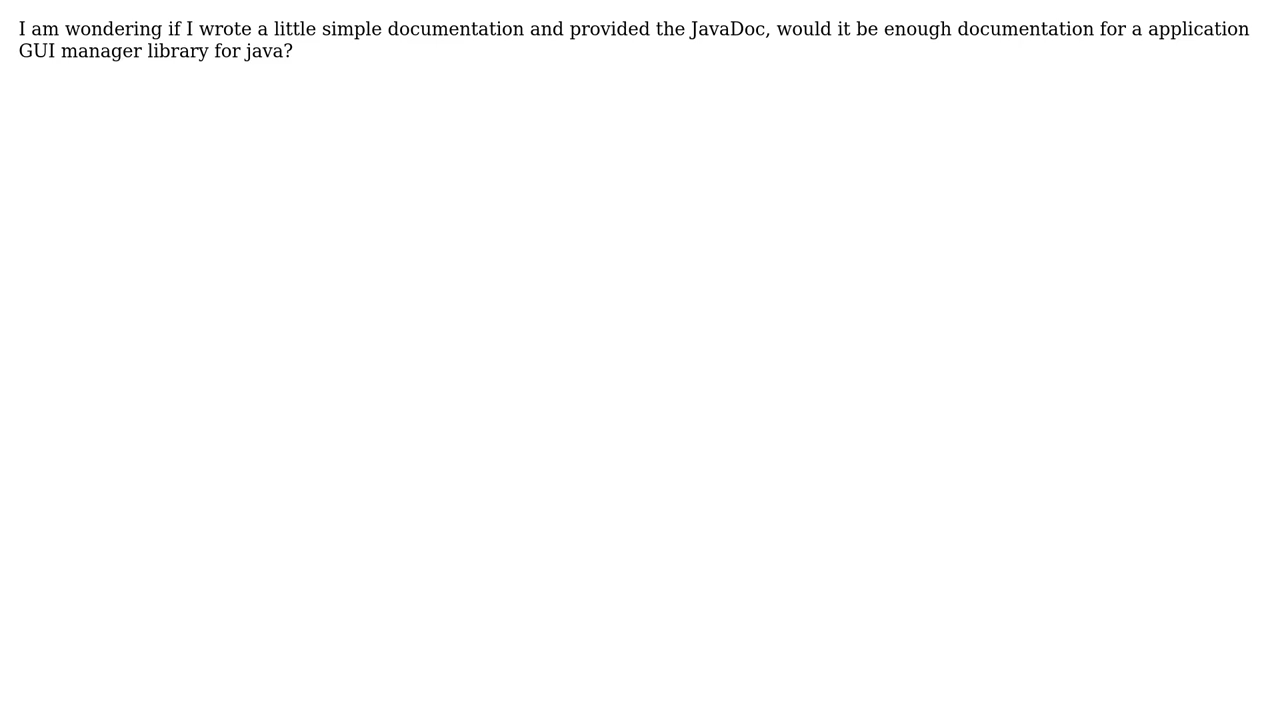 I am wondering if I wrote a little simple documentation and provided the JavaDoc, would it be enough documentation for a application
GUI manager library for java?